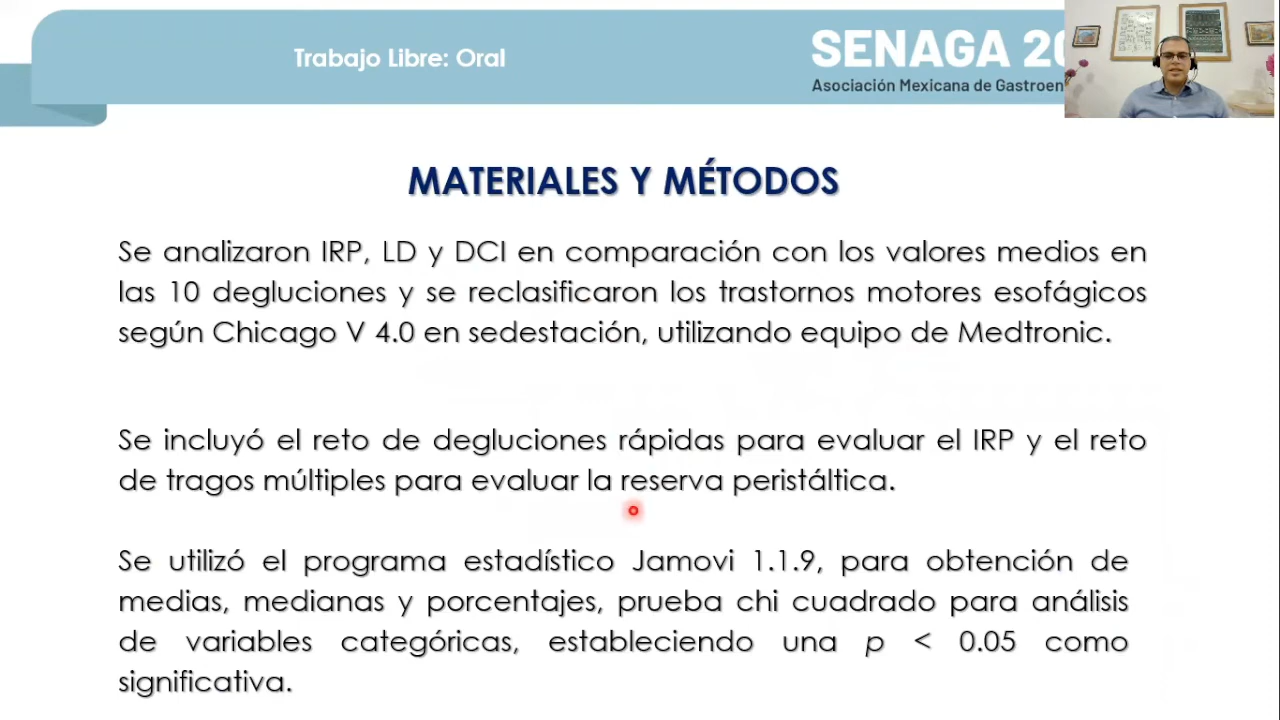 Trabajo Libre: Oral
SENAGA
Asociación Mexicana de
MATERIALES Y MÉTODOS
Se analizaron IRP, LD y DCI en comparación con los valores medios en
las 10 degluciones y se reclasificaron los trastornos motores esofágicos
según Chicago V 4.0 en sedestación, utilizando equipo de Medtronic.
Se incluyó el reto de degluciones rápidas para evaluar el IRP y el reto
de tragos múltiples para evaluar la reserva peristáltica.
Se utilizó el programa estadístico Jamovi 1.1.9, para obtención de
medias, medianas y porcentajes, prueba chi cuadrado para análisis
de variables categóricas, estableciendo una p < 0.05 como
significativa.